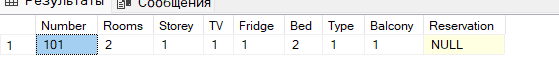 Результаты Сообщения
Number Rooms Storey TV Fridge Bed Type Balcony Reservation
1 101 2 1 1 1 2 1 1 NULL